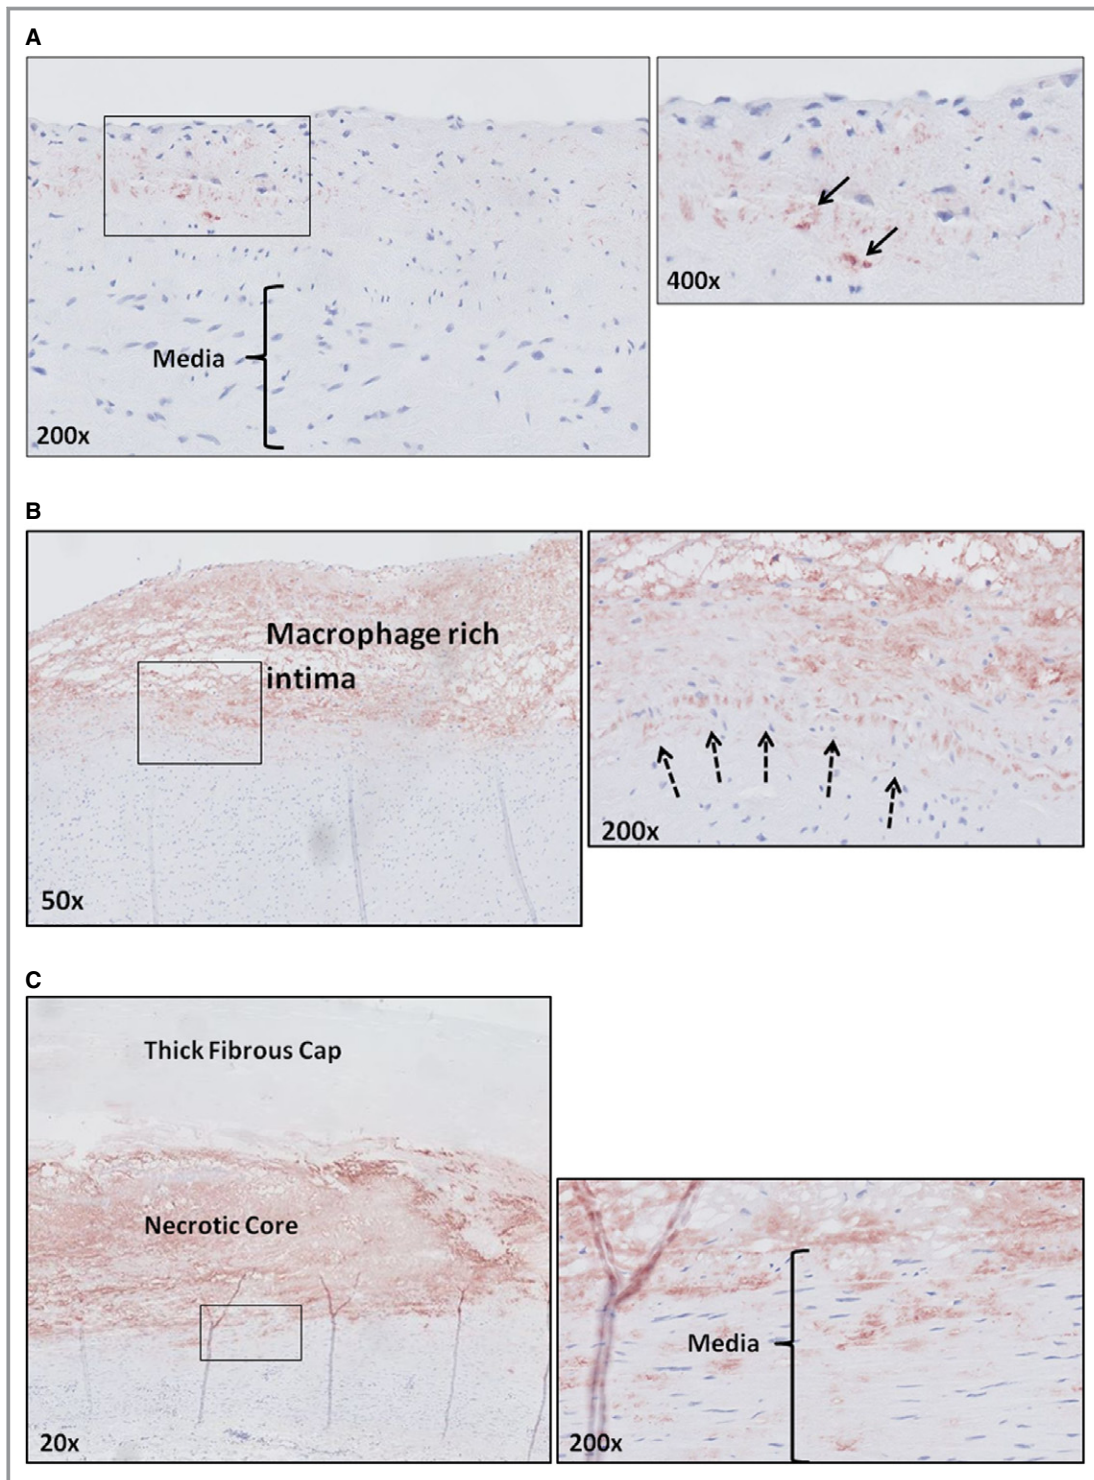 A
Media
200x
400x
B
Macrophage rich
intima
50x
200x
C
Thick Fibrous Cap
Necrotic Core
20x
Media
200x